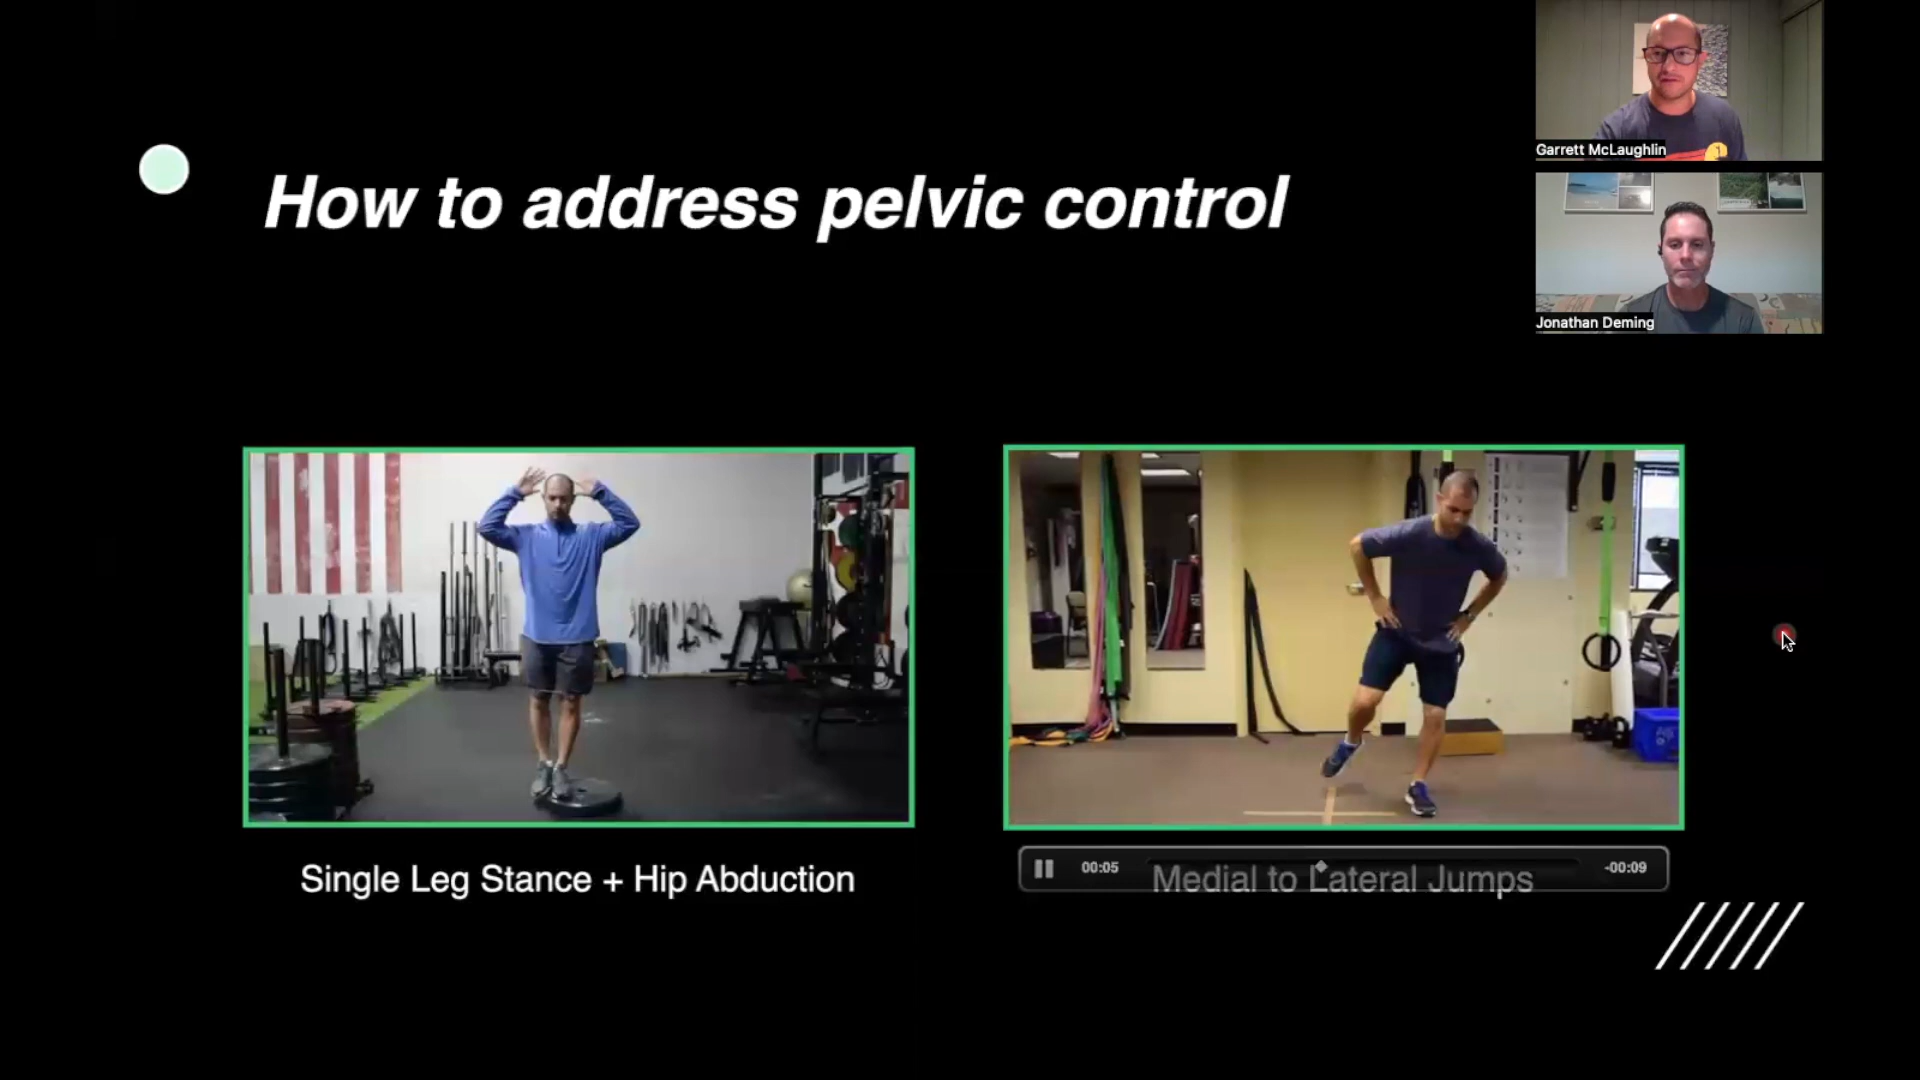 How to address pelvic control
Garrett McLaughlin
Jonathan Deming
Single Leg Stance + Hip Abduction
00:05
-00:09
Medial to Lateral Jumps